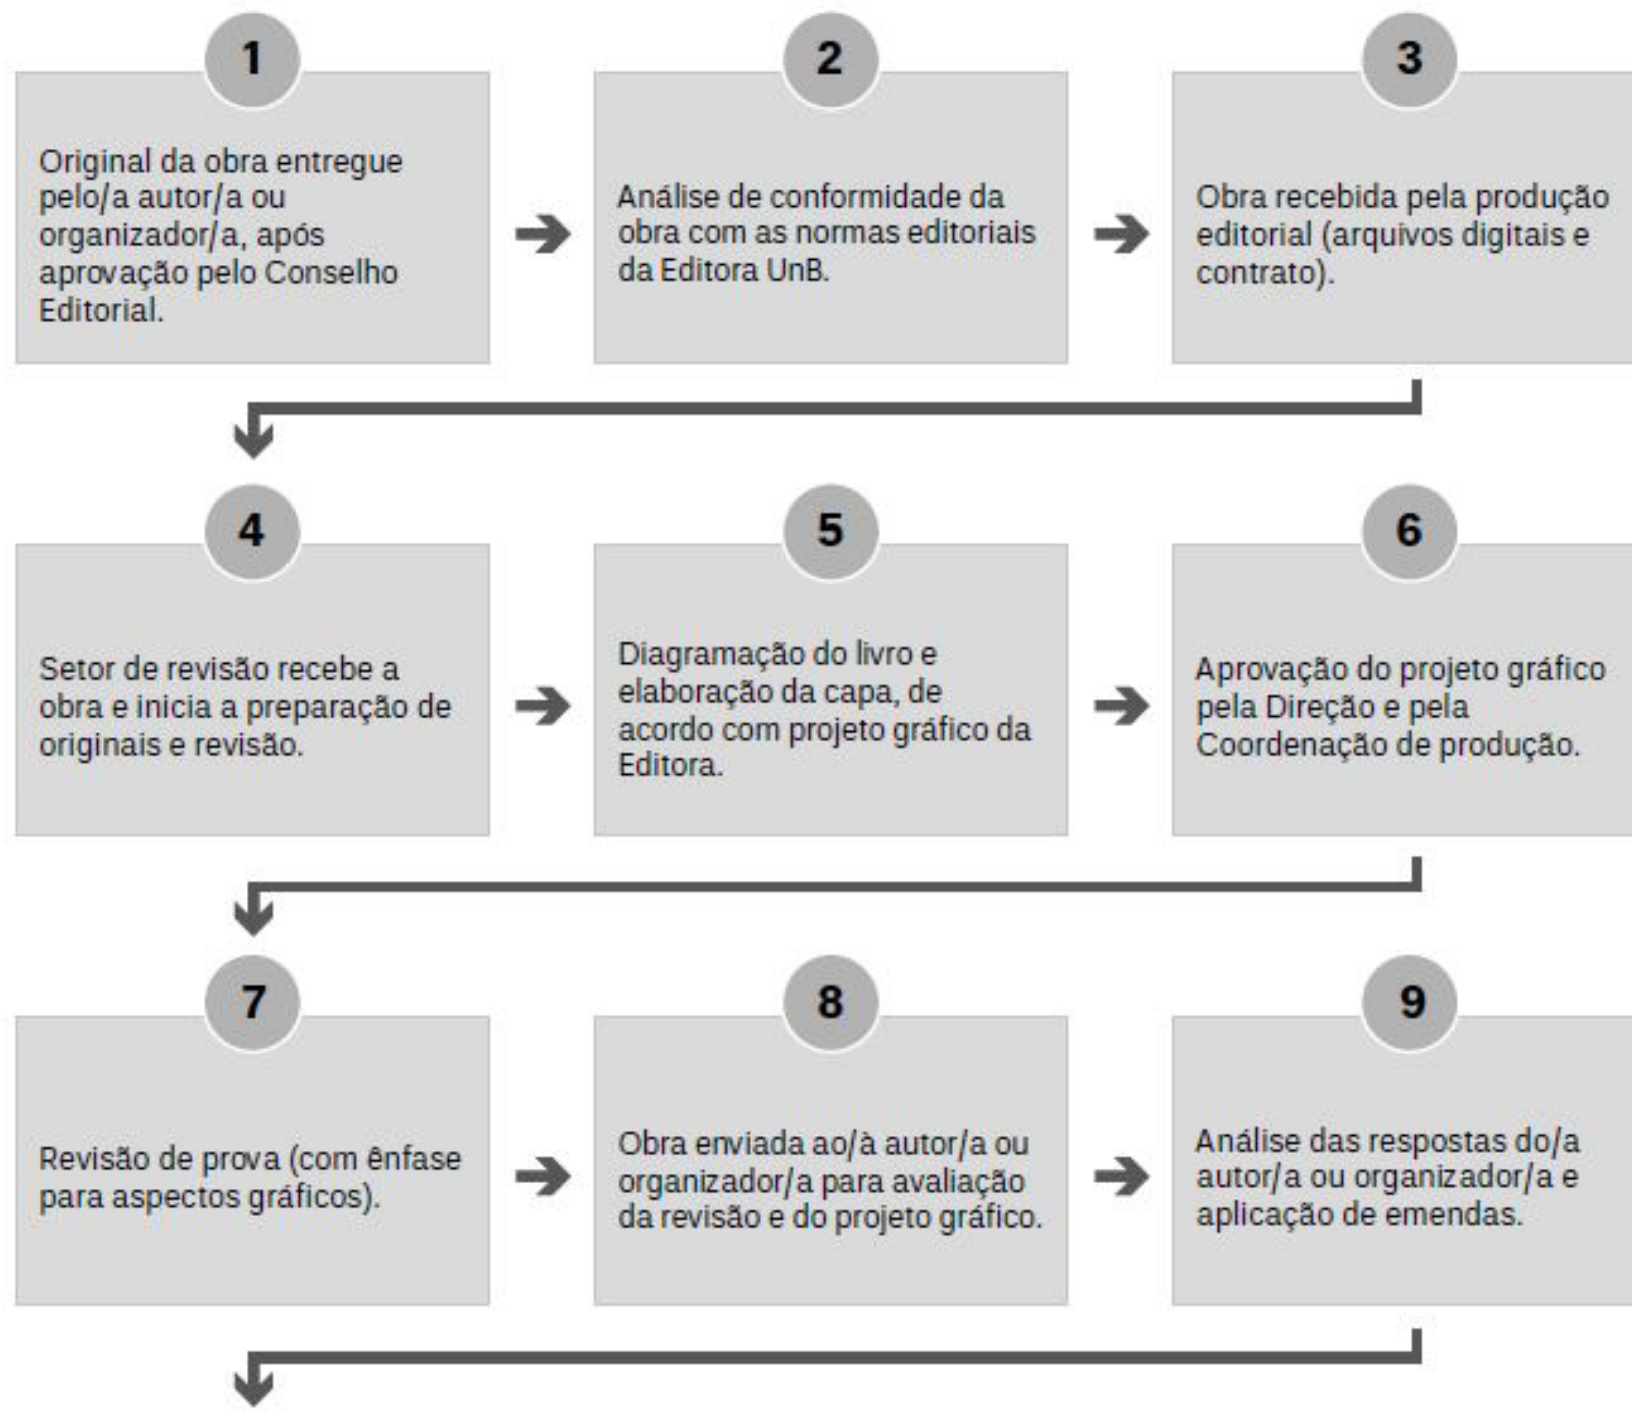 1
Original da obra entregue
pelo/a autor/a ou
organizador/a, após
aprovação pelo Conselho
Editorial.
2
Análise de conformidade da
obra com as normas editoriais
da Editora UnB.
3
Obra recebida pela produção
editorial (arquivos digitais e
contrato).
4
Setor de revisão recebe a
obra e inicia a preparação de
originais e revisão.
5
Diagramação do livro e
elaboração da capa, de
acordo com projeto gráfico da
Editora.
6
Aprovação do projeto gráfico
pela Direção e pela
Coordenação de produção.
7
Revisão de prova (com ênfase
para aspectos gráficos).
8
Obra enviada ao/à autor/a ou
organizador/a para avaliação
da revisão e do projeto gráfico.
9
Análise das respostas do/a
autor/a ou organizador/a e
aplicação de emendas.